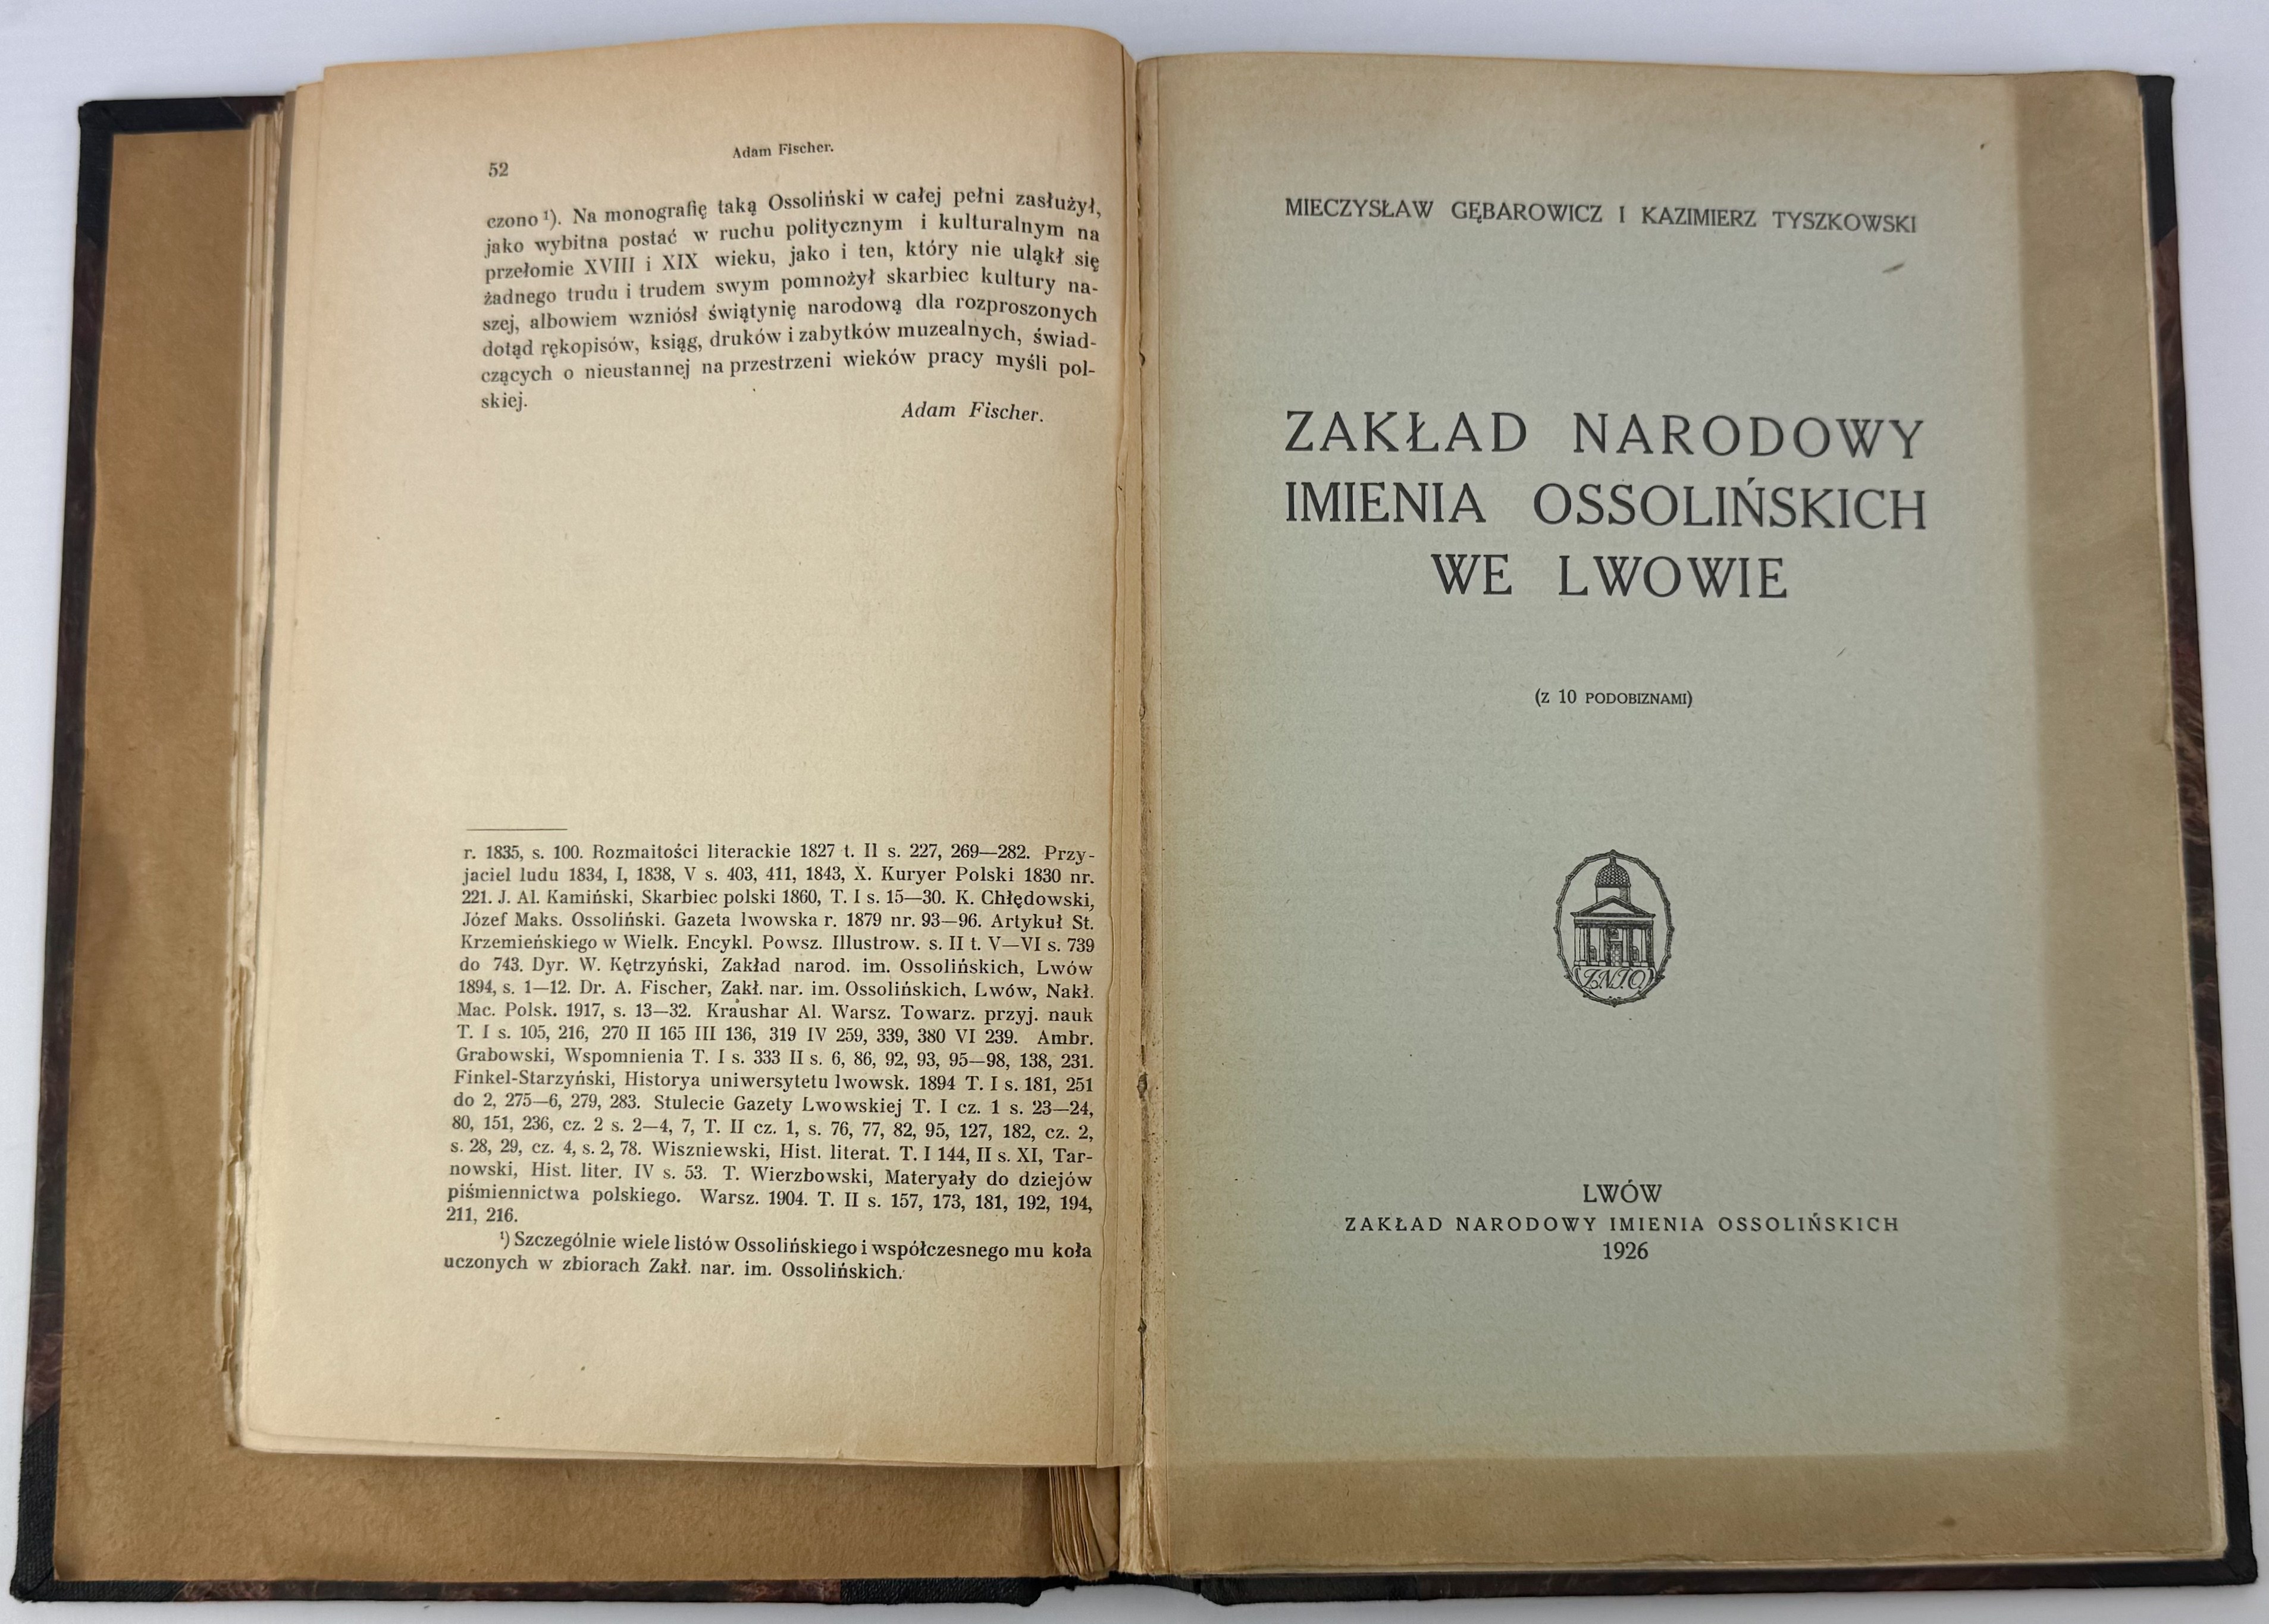 52
Adam Fischer.
czono ¹). Na monografię taką Ossoliński w całej pełni zasłużył,
jako wybitna postać w ruchu politycznym i kulturalnym na
przełomie XVIII i XIX wieku, jako i ten, który nie uląkł się
żadnego trudu i trudem swym pomnożył skarbiec kultury na-
szej, albowiem wzniósł świątynię narodową dla rozproszonych
dotąd rękopisów, ksiąg, druków i zabytków muzealnych, świad-
czących o nieustannej na przestrzeni wieków pracy myśli pol-
skiej.
Adam Fischer.
r. 1835, s. 100. Rozmaitości literackie 1827 t. II s. 227, 269—282. Przy-
jaciel ludu 1834, I, 1838, V s. 403, 411, 1843, X. Kuryer Polski 1830 nr.
221. J. Al. Kamiński, Skarbiec polski 1860, T. I s. 15—30. K. Chłędowski,
Józef Maks. Ossoliński. Gazeta lwowska r. 1879 nr. 93—96. Artykuł St.
Krzemieńskiego w Wielk. Encykl. Powsz. Illustrow. s. II t. V—VI s. 739
do 743. Dyr. W. Kętrzyński, Zakład narod. im. Ossolińskich, Lwów
1894, s. 1—12. Dr. A. Fischer, Zakł. nar. im. Ossolińskich, Lwów, Nakł.
Mac. Polsk. 1917, s. 13—32. Kraushar Al. Warsz. Towarz. przyj. nauk
T. I s. 105, 216, 270 II 165 III 136, 319 IV 259, 339, 380 VI 239. Ambr.
Grabowski, Wspomnienia T. I s. 333 II s. 6, 86, 92, 93, 95—98, 138, 231.
Finkel-Starzyński, Historya uniwersytetu lwowsk. 1894 T. I s. 181, 251
do 2, 275—6, 279, 283. Stulecie Gazety Lwowskiej T. I cz. 1 s. 23—24,
80, 151, 236, cz. 2 s. 2—4, 7, T. II cz. 1, s. 76, 77, 82, 95, 127, 182, cz. 2,
s. 28, 29, cz. 4, s. 2, 78. Wiszniewski, Hist. literat. T. I 144, II s. XI, Tar-
nowski, Hist. liter. IV s. 53. T. Wierzbowski, Materyały do dziejów
piśmiennictwa polskiego. Warsz. 1904. T. II s. 157, 173, 181, 192, 194,
211, 216.
¹) Szczególnie wiele listów Ossolińskiego i współczesnego mu koła
uczonych w zbiorach Zakł. nar. im. Ossolińskich.
MIECZYSŁAW GĘBAROWICZ I KAZIMIERZ TYSZKOWSKI
ZAKŁAD NARODOWY
IMIENIA OSSOLIŃSKICH
WE LWOWIE
(Z 10 PODOBIZNAMI)
Z.N.I.O.
LWÓW
ZAKŁAD NARODOWY IMIENIA OSSOLIŃSKICH
1926